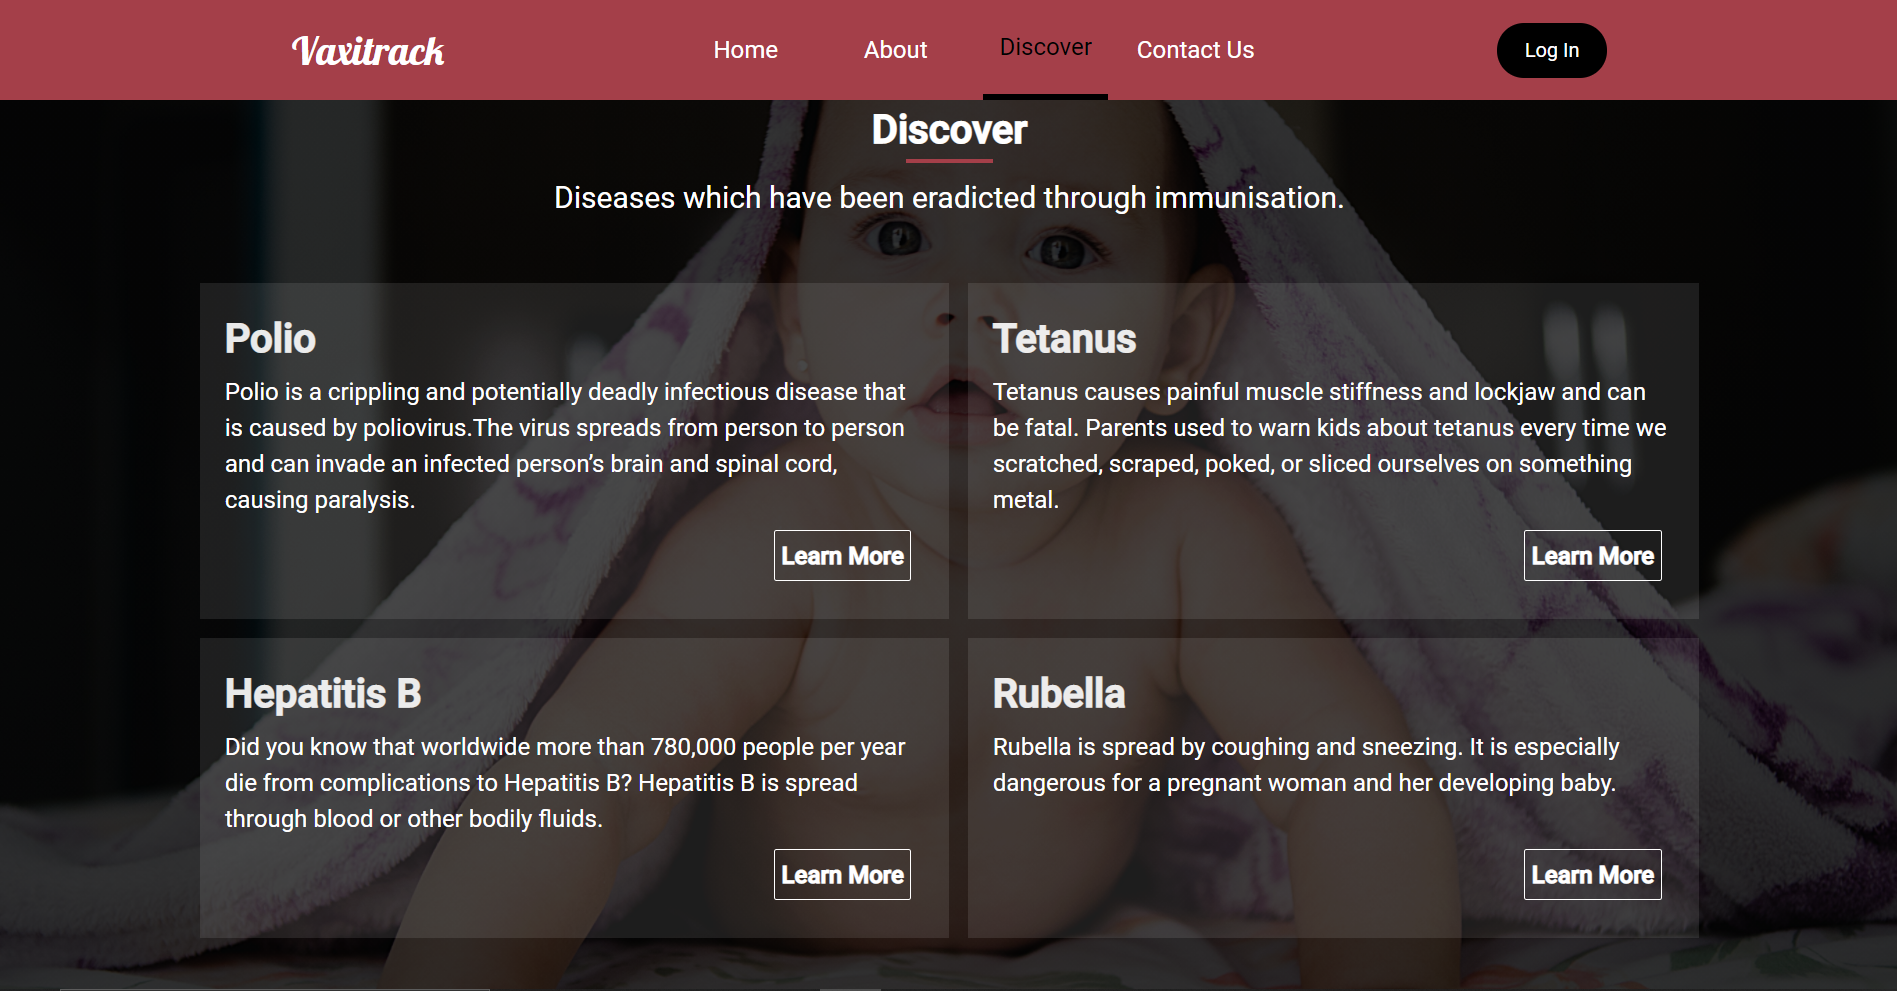 Vaxitrack
Home
About
Discover
Contact Us
Log In
Discover
Diseases which have been eradicted through immunisation.
Polio
Polio is a crippling and potentially deadly infectious disease that
is caused by poliovirus.The virus spreads from person to person
and can invade an infected person’s brain and spinal cord,
causing paralysis.
Learn More
Tetanus
Tetanus causes painful muscle stiffness and lockjaw and can
be fatal. Parents used to warn kids about tetanus every time we
scratched, scraped, poked, or sliced ourselves on something
metal.
Learn More
Hepatitis B
Did you know that worldwide more than 780,000 people per year
die from complications to Hepatitis B? Hepatitis B is spread
through blood or other bodily fluids.
Learn More
Rubella
Rubella is spread by coughing and sneezing. It is especially
dangerous for a pregnant woman and her developing baby.
Learn More